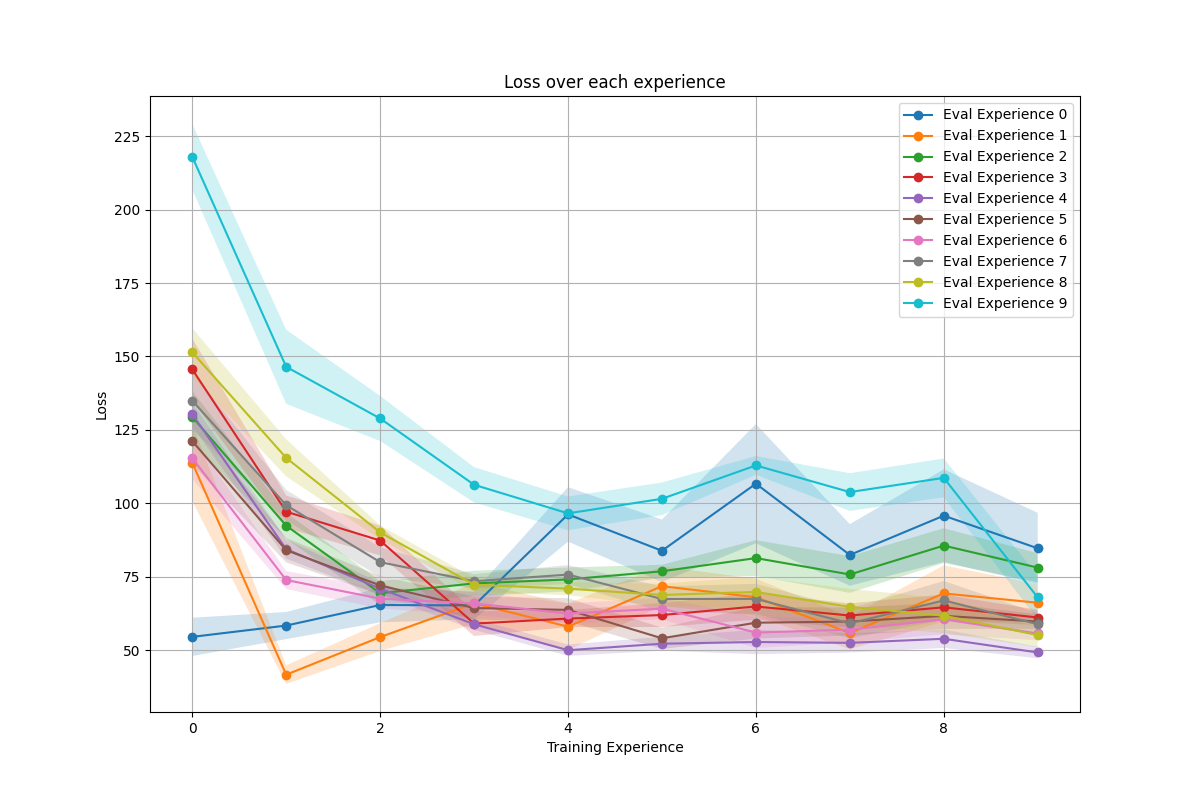 Loss over each experience
225
200
175
150
125
100
75
50
Loss
0
2
4
6
8
Training Experience
Eval Experience 0
Eval Experience 1
Eval Experience 2
Eval Experience 3
Eval Experience 4
Eval Experience 5
Eval Experience 6
Eval Experience 7
Eval Experience 8
Eval Experience 9